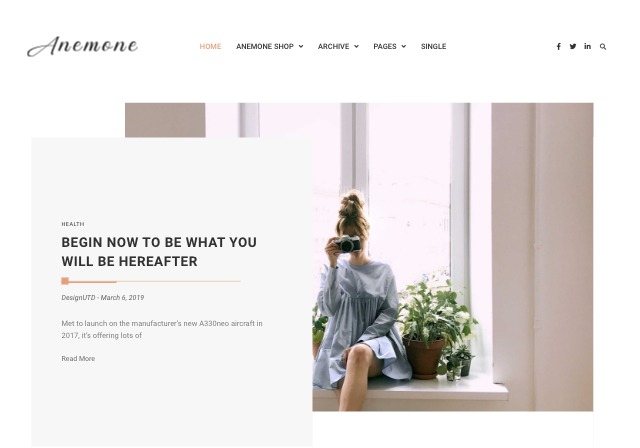 Anemone
HOME ANEMONE SHOP ARCHIVE PAGES SINGLE
HEALTH
BEGIN NOW TO BE WHAT YOU
WILL BE HEREAFTER
DesignUTD - March 6, 2019
Met to launch on the manufacturer's new A330neo aircraft in
2017, it's offering lots of
Read More